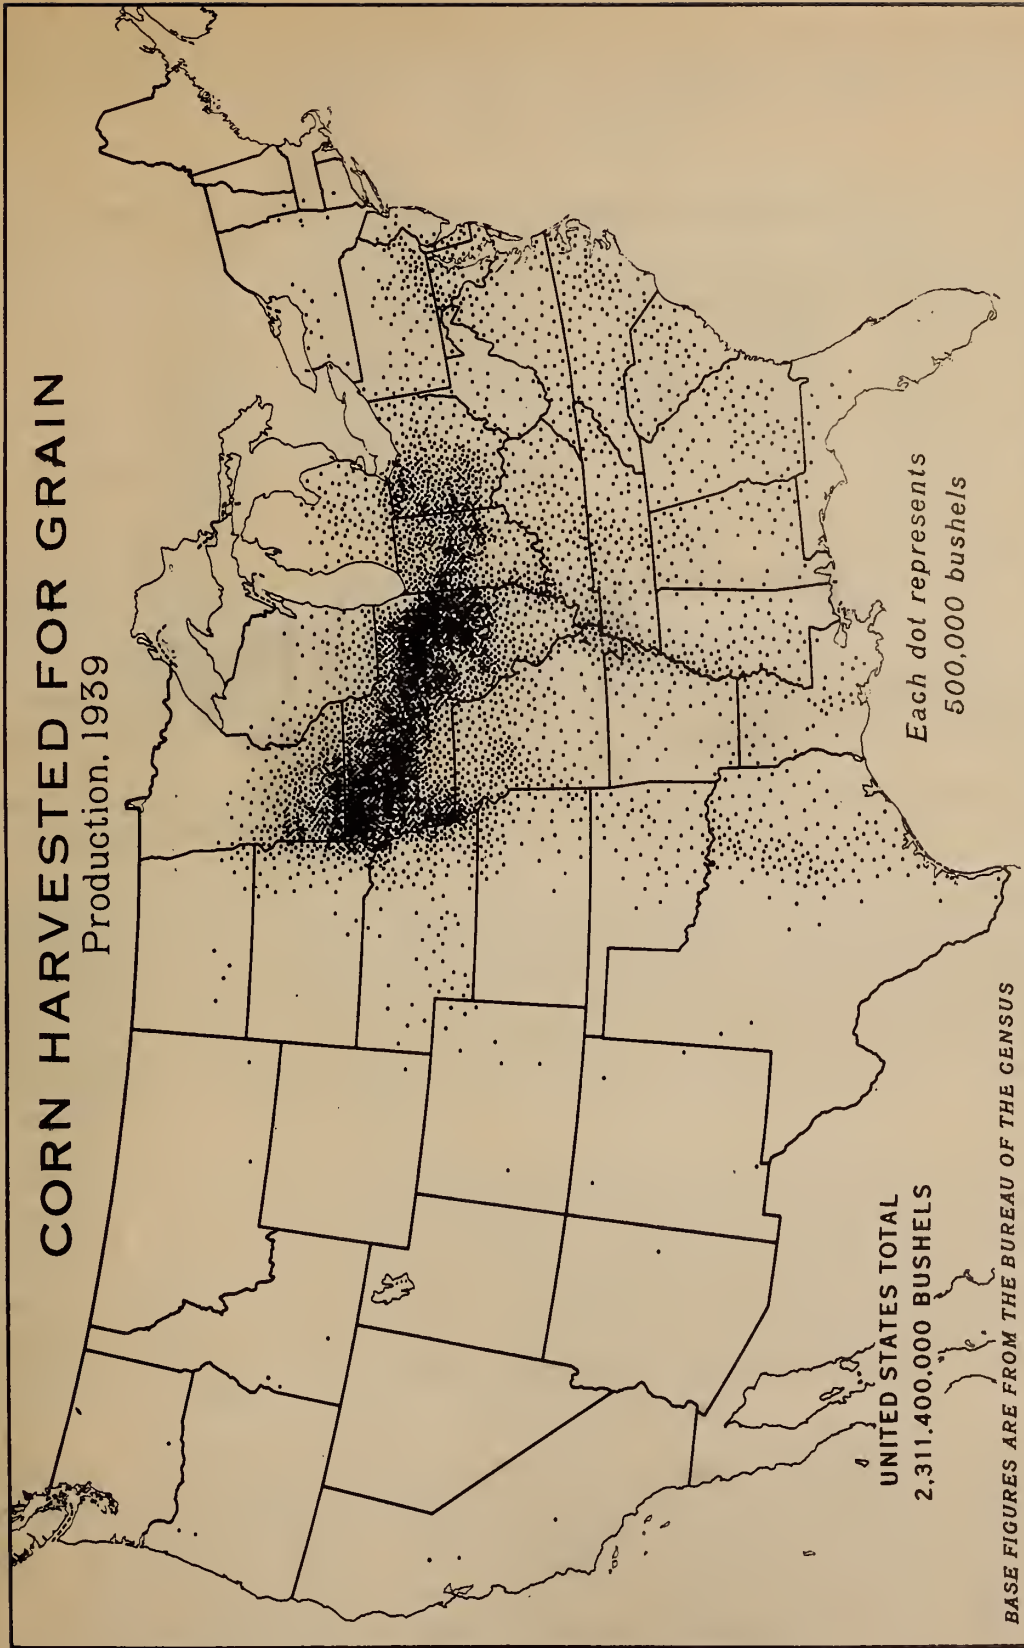 CORN HARVESTED FOR GRAIN
Production, 1939
Each dot represents
500,000 bushels
UNITED STATES TOTAL
2,311,400,000 BUSHELS
BASE FIGURES ARE FROM THE BUREAU OF THE CENSUS